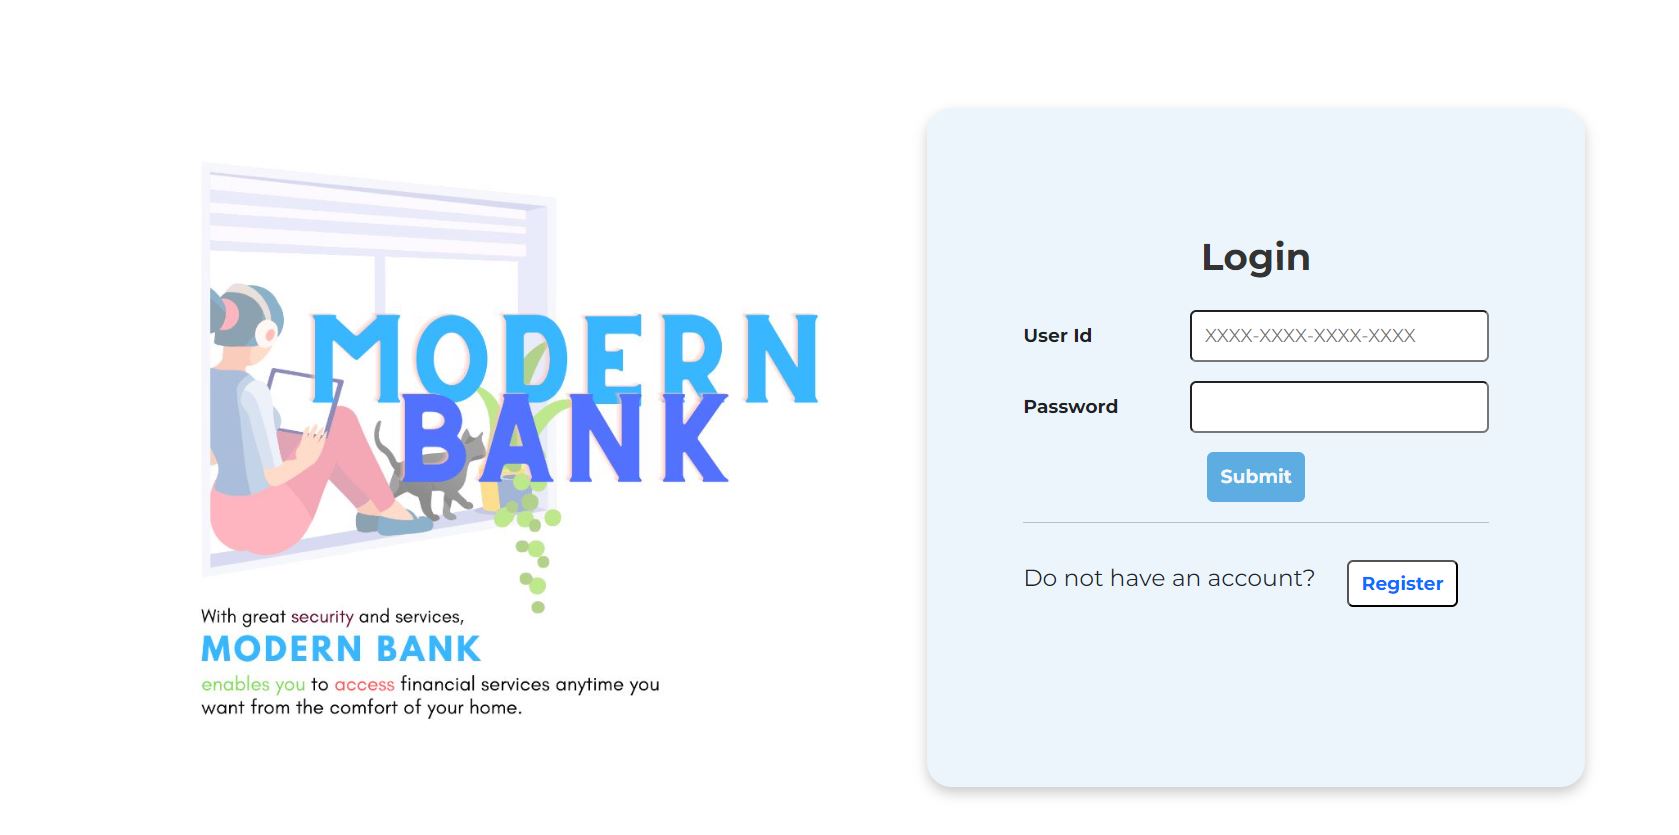 MODERN
BANK
With great security and services,
MODERN BANK
enables you to access financial services anytime you
want from the comfort of your home.
Login
User Id XXXX-XXXX-XXXX-XXXX
Password
Submit
Do not have an account? Register